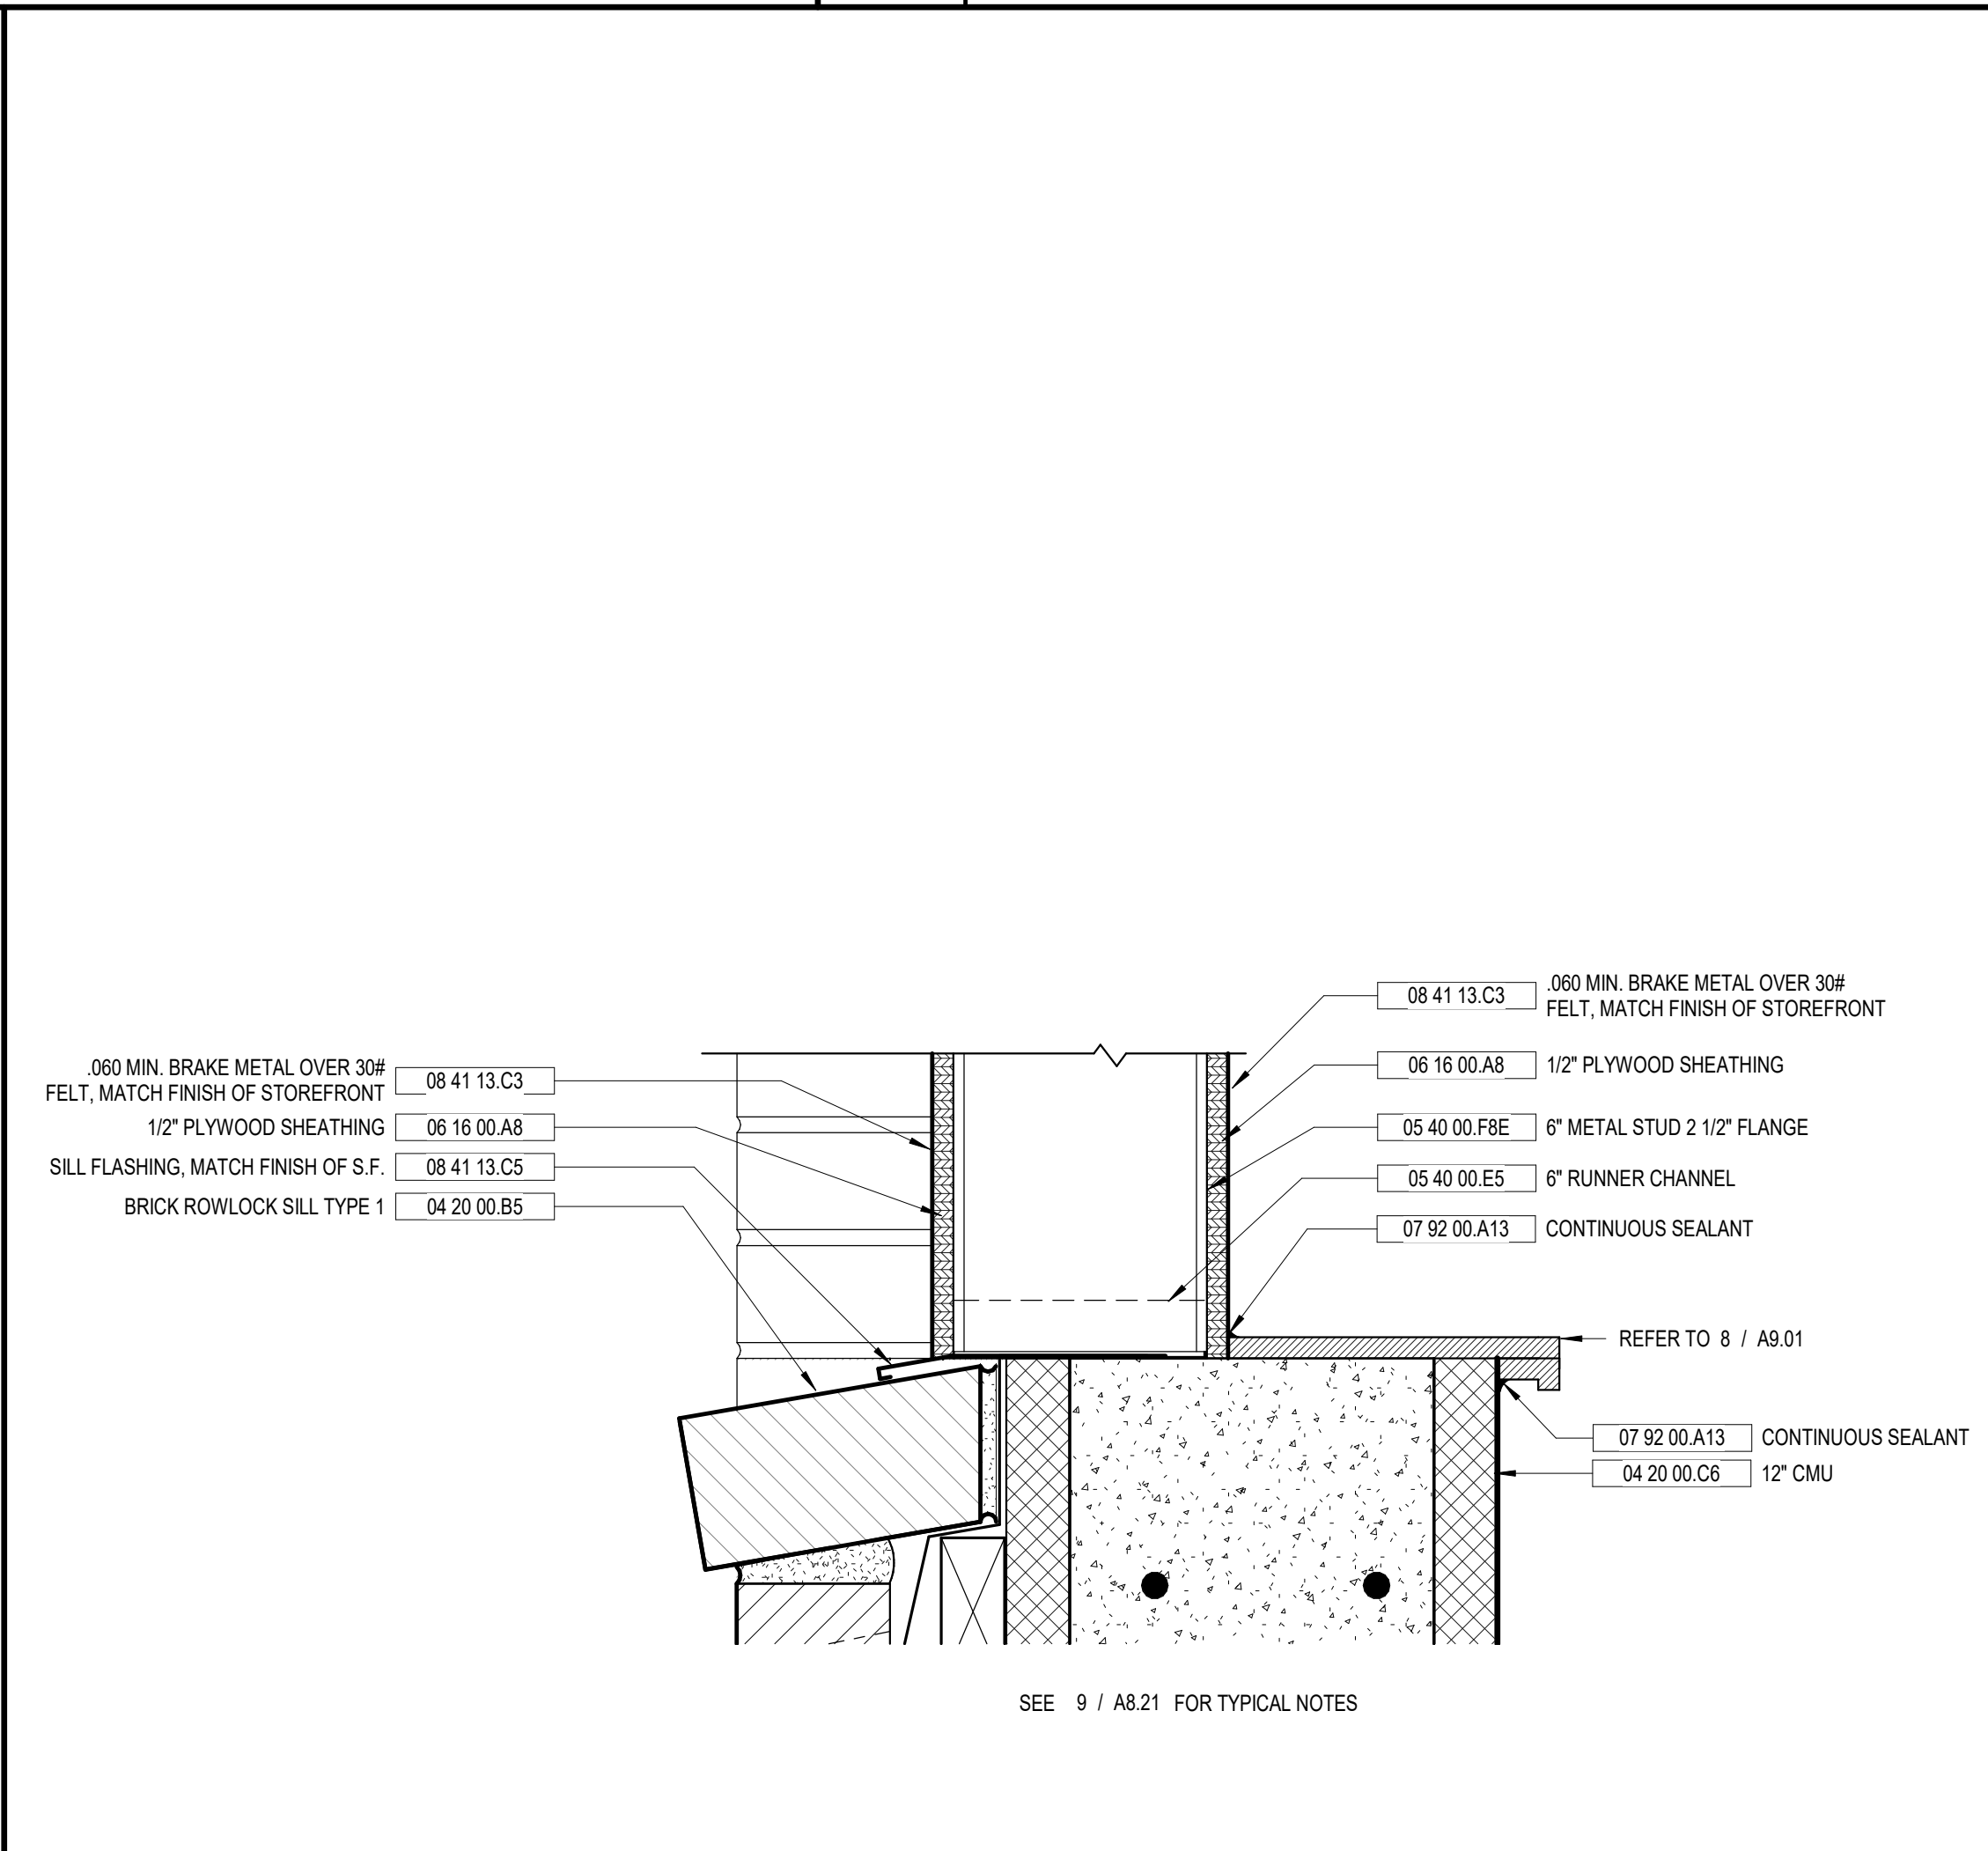 .060 MIN. BRAKE METAL OVER 30#
FELT, MATCH FINISH OF STOREFRONT
08 41 13.C3
1/2" PLYWOOD SHEATHING
06 16 00.A8
SILL FLASHING, MATCH FINISH OF S.F.
08 41 13.C5
BRICK ROWLOCK SILL TYPE 1
04 20 00.B5
08 41 13.C3
.060 MIN. BRAKE METAL OVER 30#
FELT, MATCH FINISH OF STOREFRONT
06 16 00.A8
1/2" PLYWOOD SHEATHING
05 40 00.F8E
6" METAL STUD 2 1/2" FLANGE
05 40 00.E5
6" RUNNER CHANNEL
07 92 00.A13
CONTINUOUS SEALANT
REFER TO 8 / A9.01
07 92 00.A13
CONTINUOUS SEALANT
04 20 00.C6
12" CMU
SEE 9 / A8.21 FOR TYPICAL NOTES